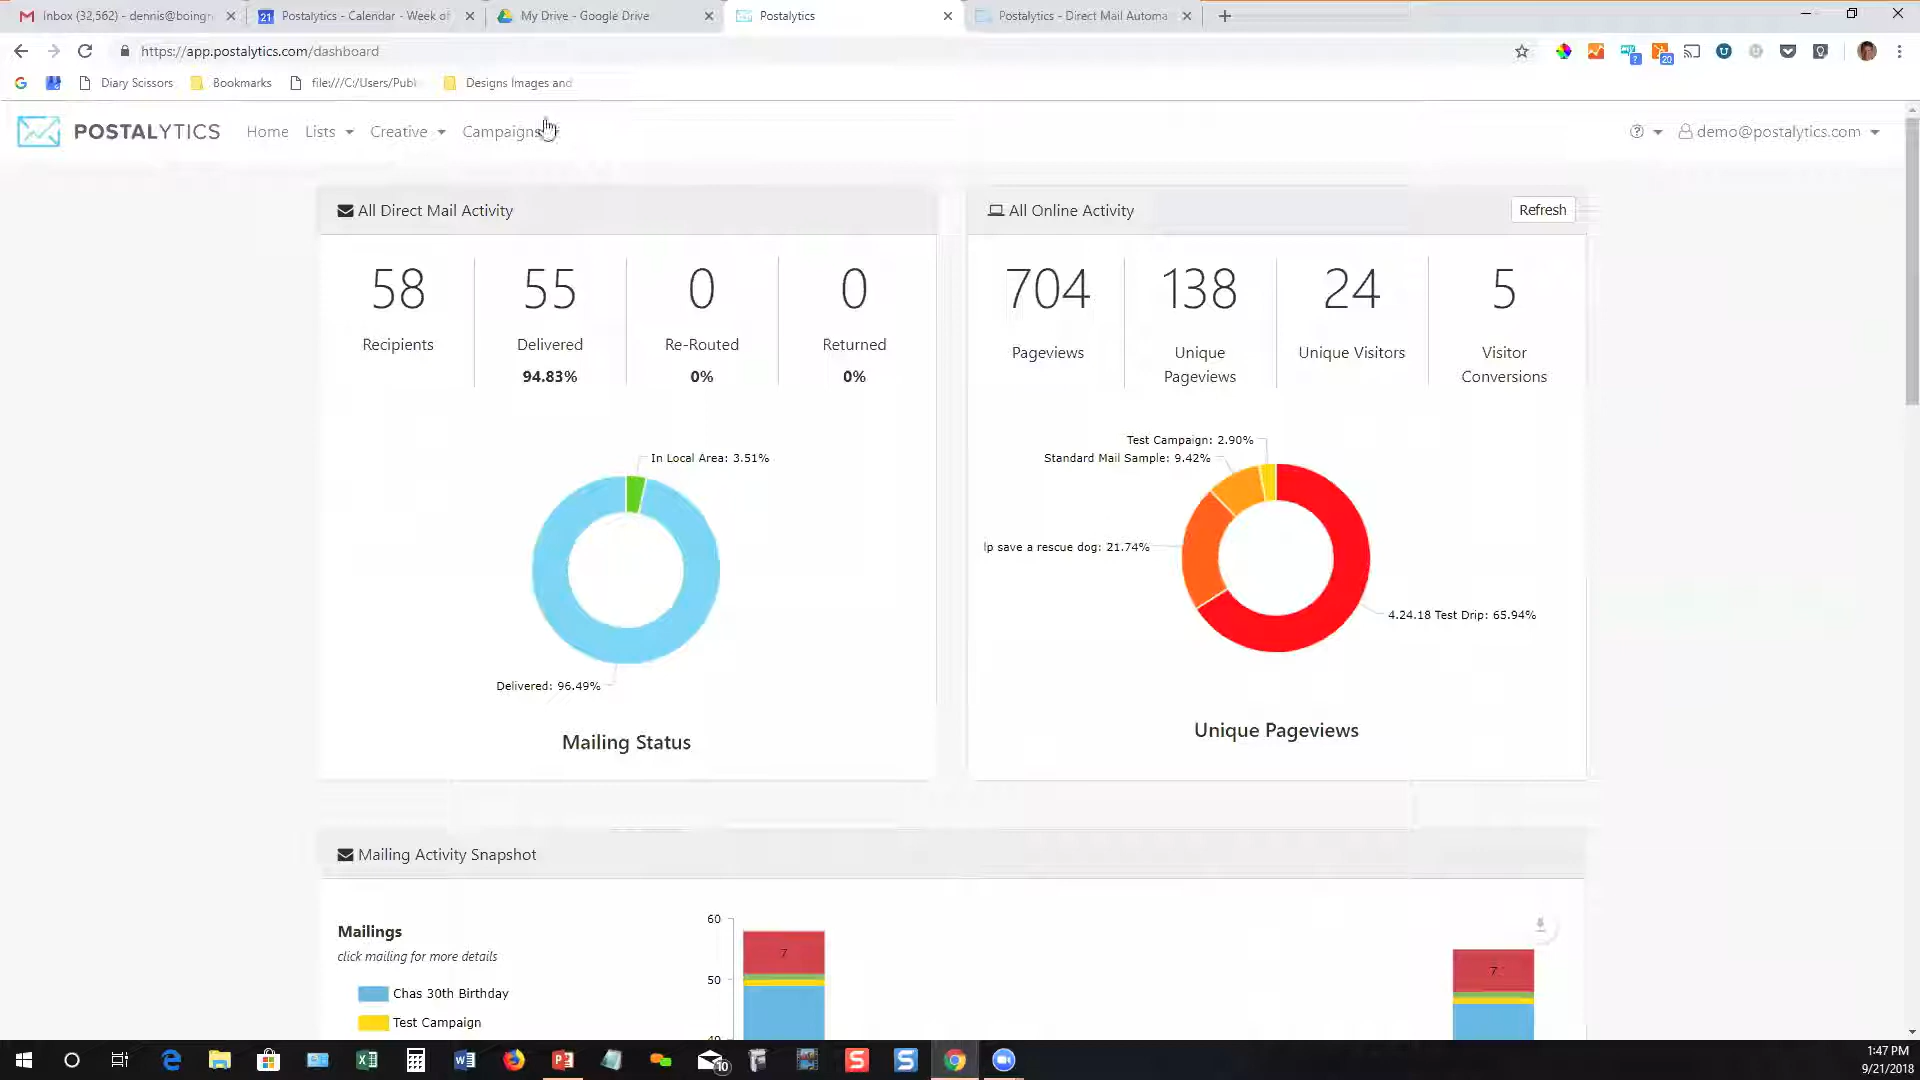 Inbox (32,562) - dennis@boingr
Postalytics - Calendar - Week of
My Drive - Google Drive
Postalytics
Postalytics - Direct Mail Automa
https://app.postalytics.com/dashboard
Diary Scissors
Bookmarks
file:///C:/Users/Publ
Designs Images and
POSTALYTICS
Home
Lists
Creative
Campaigns
demo@postalytics.com
All Direct Mail Activity
58
Recipients
55
Delivered
94.83%
0
Re-Routed
0%
0
Returned
0%
In Local Area: 3.51%
Delivered: 96.49%
Mailing Status
All Online Activity
Refresh
704
Pageviews
138
Unique
Pageviews
24
Unique Visitors
5
Visitor
Conversions
Test Campaign: 2.90%
Standard Mail Sample: 9.42%
lp save a rescue dog: 21.74%
4.24.18 Test Drip: 65.94%
Unique Pageviews
Mailing Activity Snapshot
Mailings
click mailing for more details
Chas 30th Birthday
Test Campaign
60
50
7
7
1:47 PM
9/21/2018